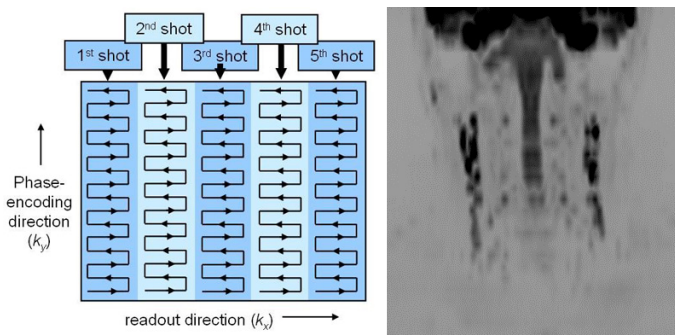 2nd shot
4th shot
1st shot
3rd shot
5th shot
Phase-
encoding
direction
(ky)
readout direction (kx)